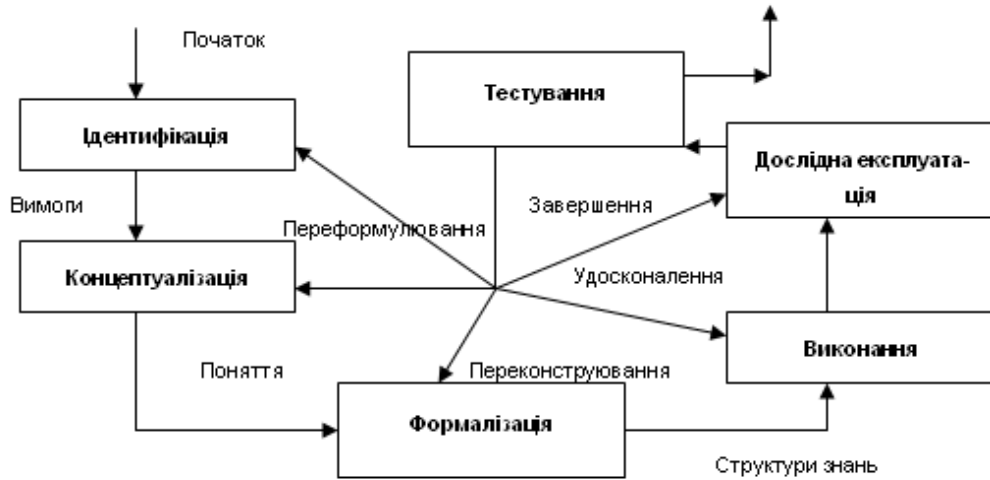 Початок
Тестування
Ідентифікація
Дослідна експлуата-
ція
Вимоги
Завершення
Переформулювання
Концептуалізація
Удосконалення
Виконання
Поняття
Переконструювання
Формалізація
Структури знань